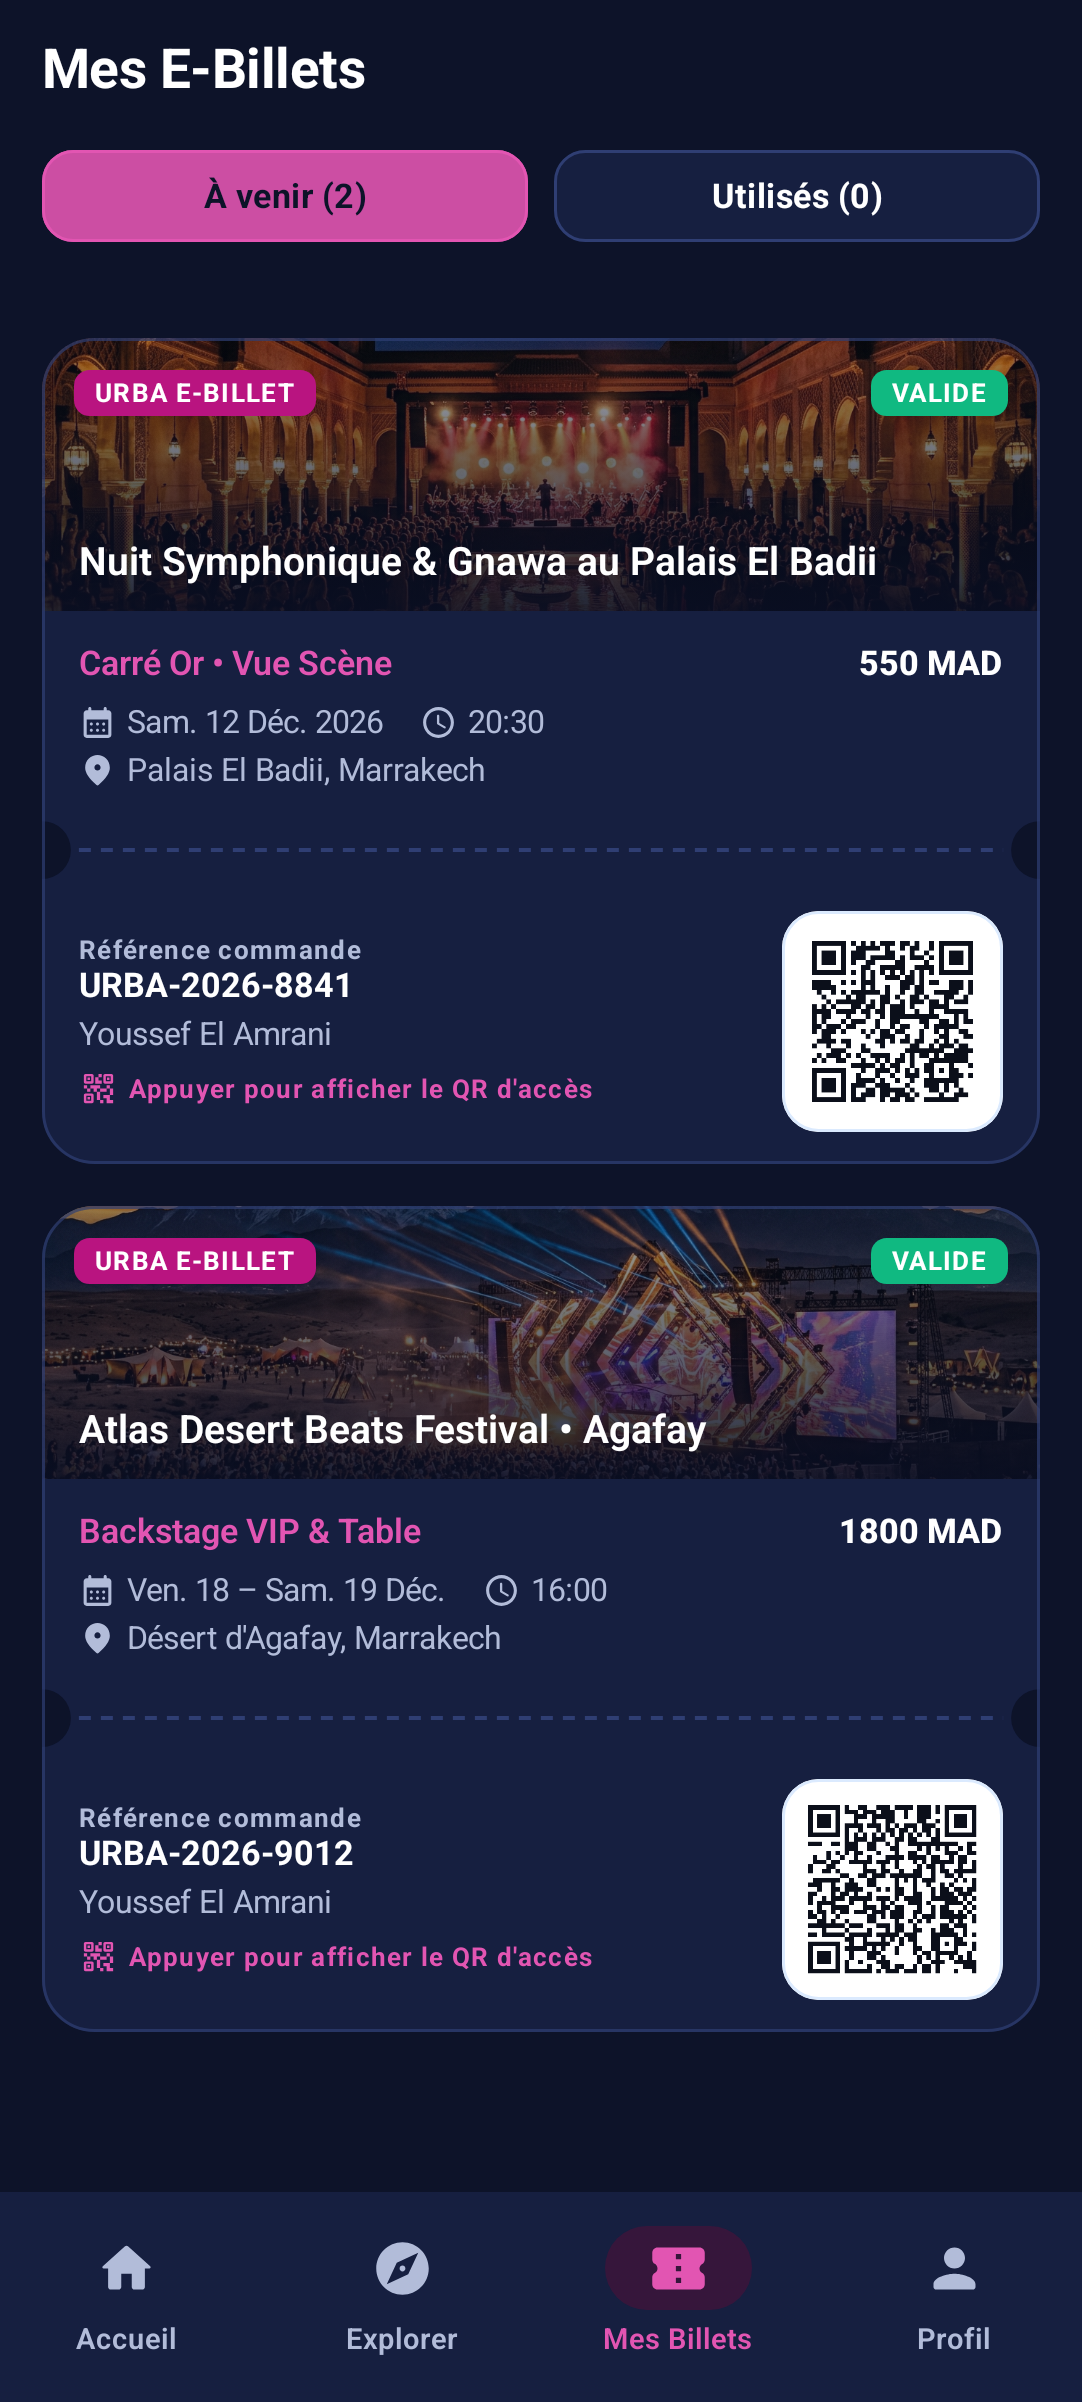 Mes E-Billets
À venir (2)
Utilisés (0)
URBA E-BILLET
VALIDE
Nuit Symphonique & Gnawa au Palais El Badii
Carré Or • Vue Scène
550 MAD
Sam. 12 Déc. 2026
20:30
Palais El Badii, Marrakech
Référence commande
URBA-2026-8841
Youssef El Amrani
Appuyer pour afficher le QR d'accès
URBA E-BILLET
VALIDE
Atlas Desert Beats Festival • Agafay
Backstage VIP & Table
1800 MAD
Ven. 18 – Sam. 19 Déc.
16:00
Désert d'Agafay, Marrakech
Référence commande
URBA-2026-9012
Youssef El Amrani
Appuyer pour afficher le QR d'accès
Accueil
Explorer
Mes Billets
Profil